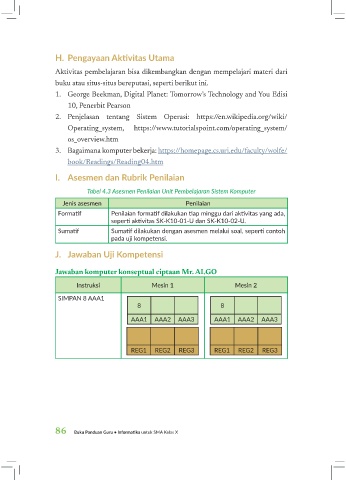 H. Pengayaan Aktivitas Utama
Aktivitas pembelajaran bisa dikembangkan dengan mempelajari materi dari
buku atau situs-situs bereputasi, seperti berikut ini.
1. George Beekman, Digital Planet: Tomorrow's Technology and You Edisi
10, Penerbit Pearson
2. Penjelasan tentang Sistem Operasi: https://en.wikipedia.org/wiki/
Operating_system, https://www.tutorialspoint.com/operating_system/
os_overview.htm
3. Bagaimana komputer bekerja: https://homepage.cs.uri.edu/faculty/wolfe/
book/Readings/Reading04.htm
I. Asesmen dan Rubrik Penilaian
Tabel 4.3 Asesmen Penilaian Unit Pembelajaran Sistem Komputer
Jenis asesmen Penilaian
Formatif Penilaian formatif dilakukan tiap minggu dari aktivitas yang ada,
seperti aktivitas SK-K10-01-U dan SK-K10-02-U.
Sumatif Sumatif dilakukan dengan asesmen melalui soal, seperti contoh
pada uji kompetensi.
J. Jawaban Uji Kompetensi
Jawaban komputer konseptual ciptaan Mr. ALGO
Instruksi Mesin 1 Mesin 2
SIMPAN 8 AAA1
8 8
AAA1 AAA2 AAA3 AAA1 AAA2 AAA3
REG1 REG2 REG3 REG1 REG2 REG3
86 Buku Panduan Guru • Informatika untuk SMA Kelas X